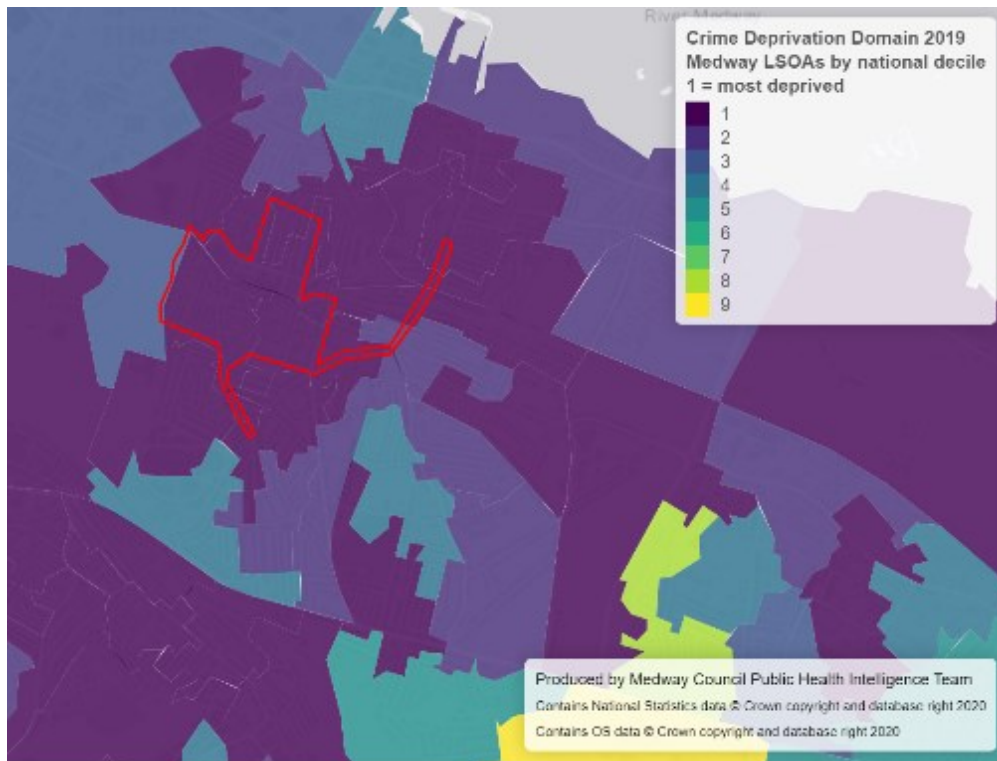 River Medway
Crime Deprivation Domain 2019
Medway LSOAs by national decile
1 = most deprived
1
2
3
4
5
6
7
8
9
Produced by Medway Council Public Health Intelligence Team
Contains National Statistics data © Crown copyright and database right 2020
Contains OS data © Crown copyright and database right 2020